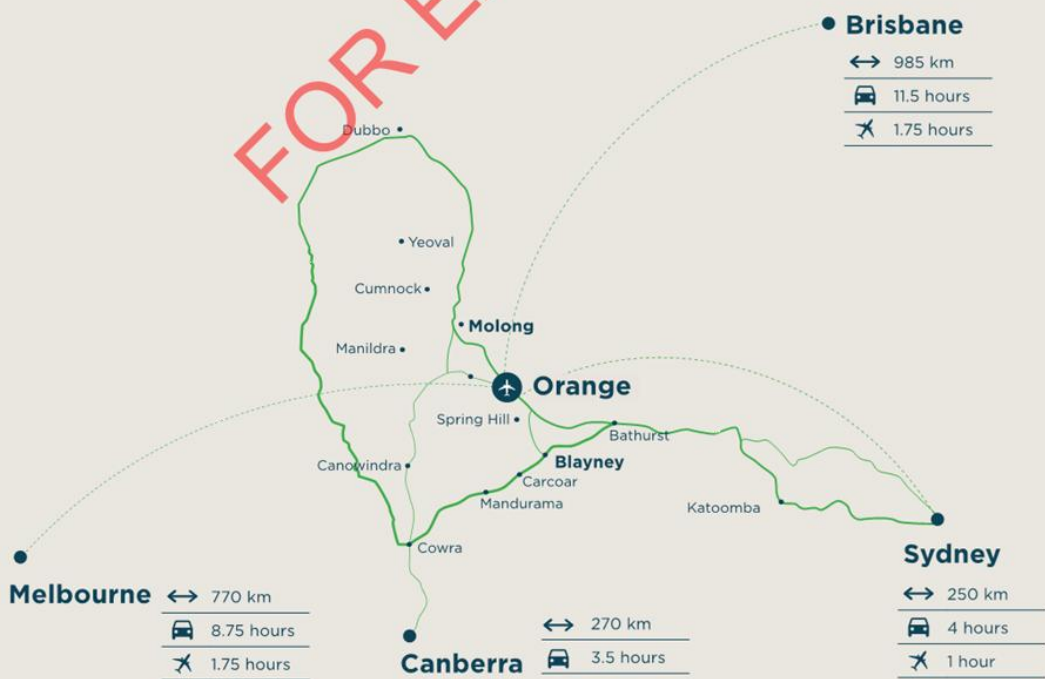 FOR E
Brisbane
985 km
11.5 hours
1.75 hours
Dubbo
Yeoval
Cumnock
Molong
Manildra
Orange
Spring Hill
Bathurst
Canowindra
Blayney
Carcoar
Mandurama
Katoomba
Cowra
Sydney
250 km
4 hours
1 hour
Melbourne
770 km
8.75 hours
1.75 hours
Canberra
270 km
3.5 hours